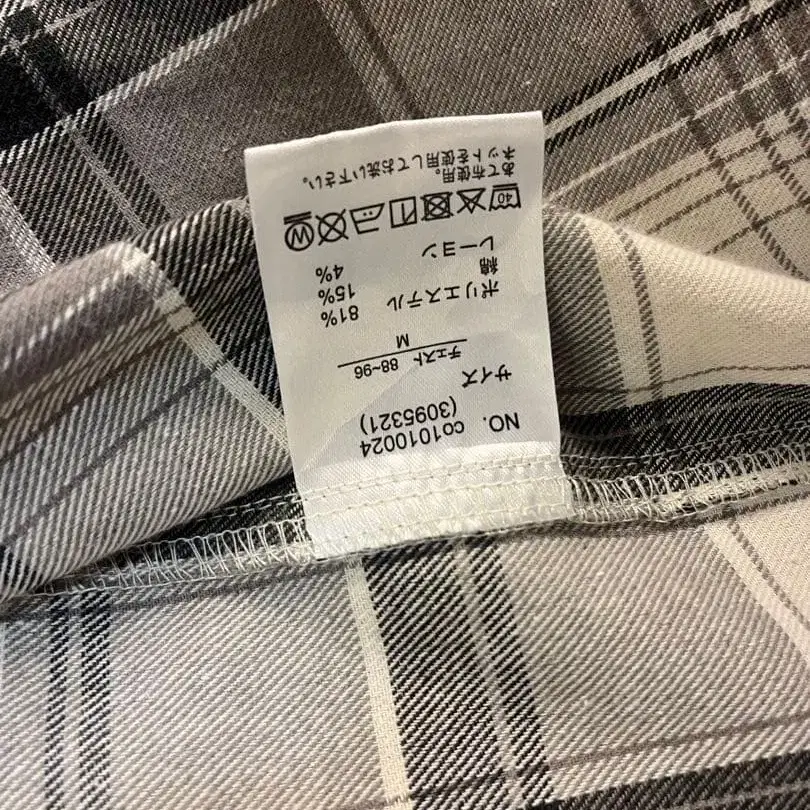 NO. co1010024
(3095321)
サイズ
チェスト 88~96
M
ポリエステル 81%
綿 15%
レーヨン 4%
40 W
あて布使用。
ネットを使用してお洗い下さい。